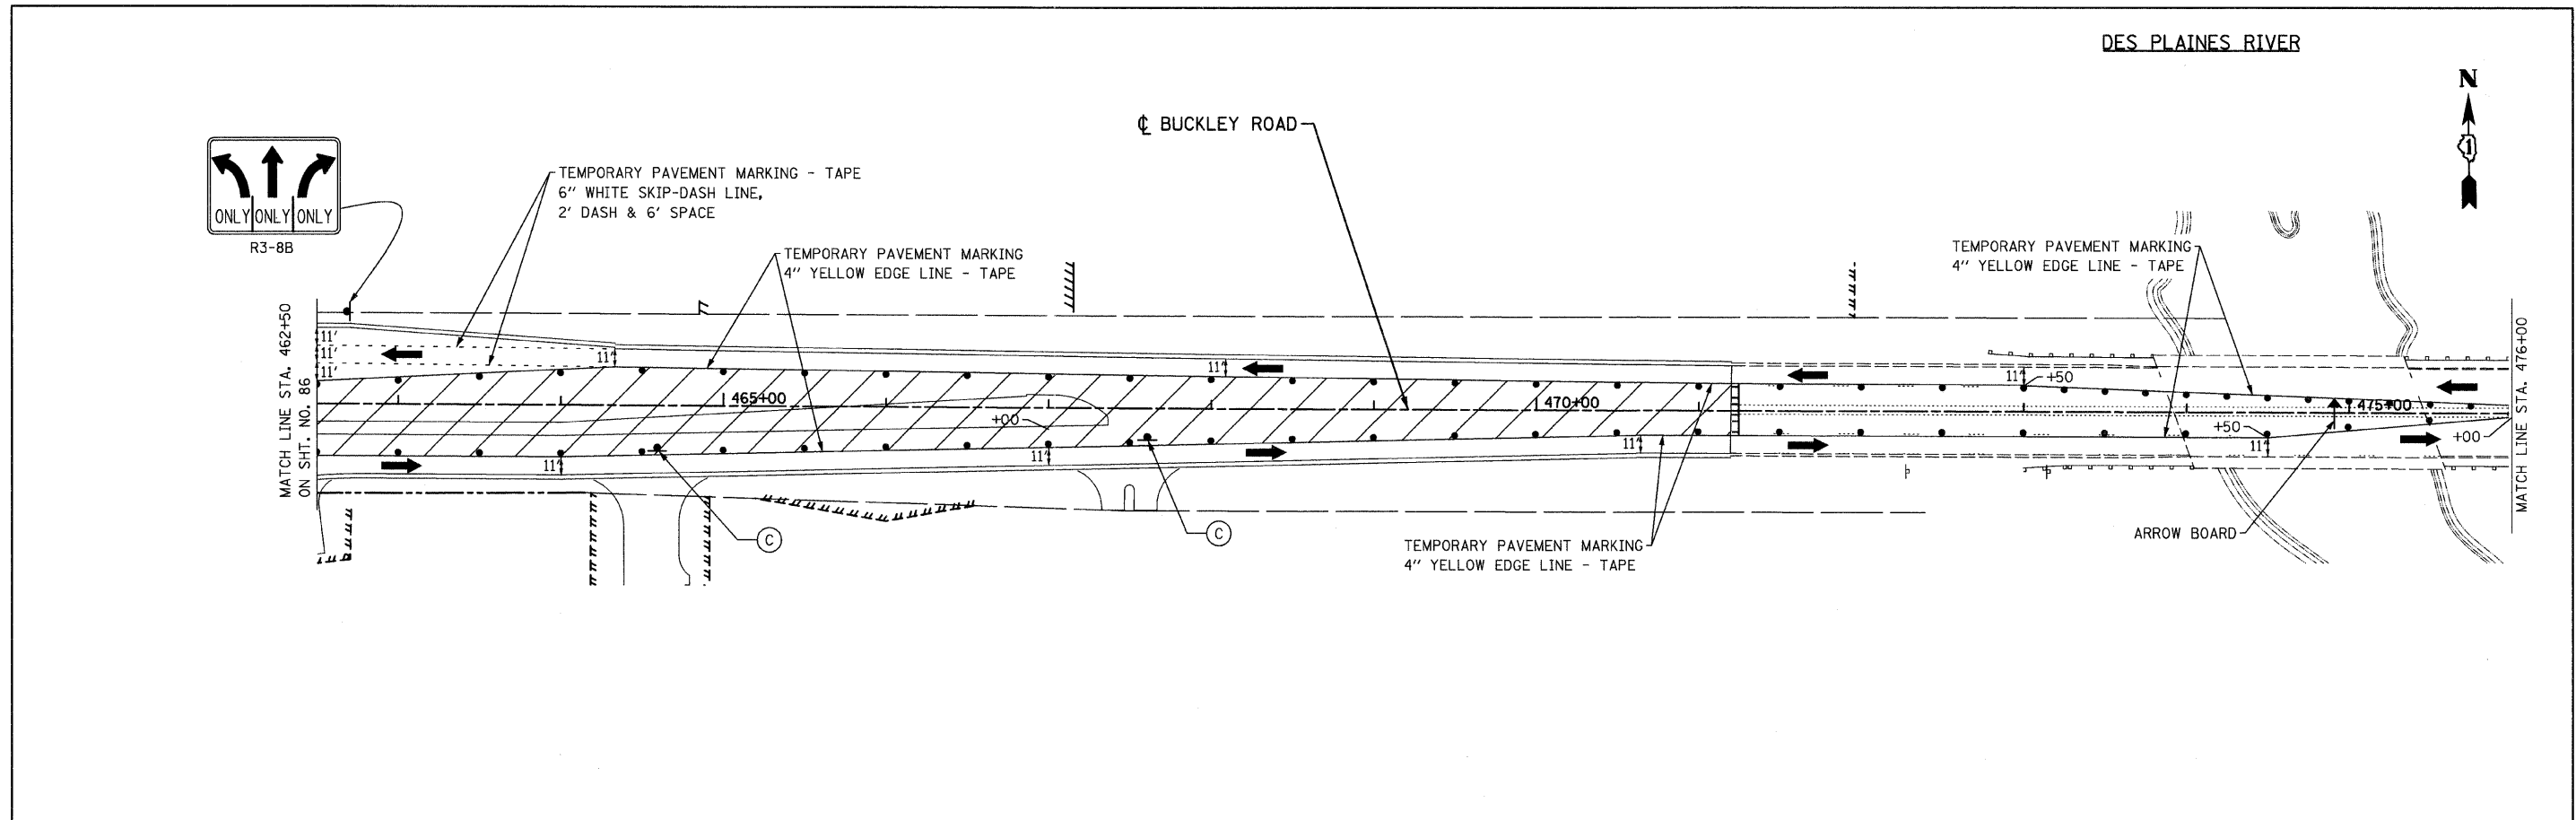 DES PLAINES RIVER
N
1
℄ BUCKLEY ROAD
ONLY ONLY ONLY
R3-8B
TEMPORARY PAVEMENT MARKING - TAPE
6" WHITE SKIP-DASH LINE,
2' DASH & 6' SPACE
TEMPORARY PAVEMENT MARKING
4" YELLOW EDGE LINE - TAPE
TEMPORARY PAVEMENT MARKING
4" YELLOW EDGE LINE - TAPE
MATCH LINE STA. 462+50
ON SHT. NO. 86
11'
11'
11'
11'
11'
11'
+50
465+00
470+00
475+00
+00
+50
+00
11'
11'
11'
11'
C
C
TEMPORARY PAVEMENT MARKING
4" YELLOW EDGE LINE - TAPE
ARROW BOARD
MATCH LINE STA. 476+00